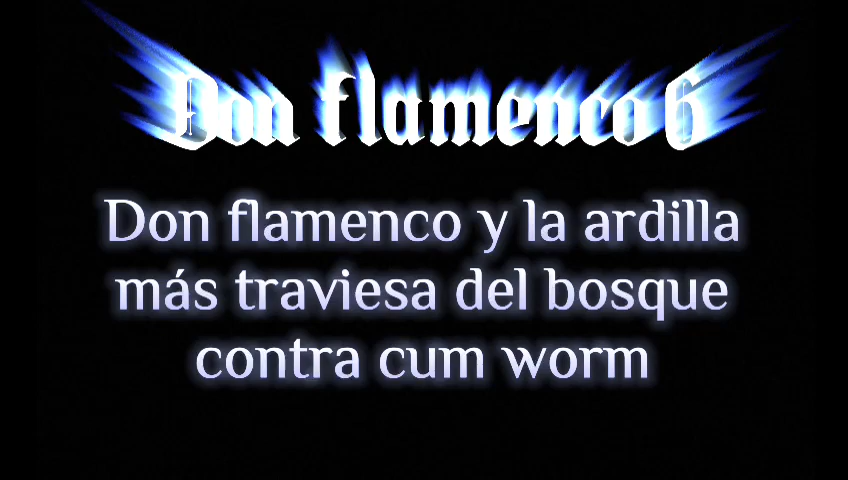 Don flamenco 6
Don flamenco y la ardilla
más traviesa del bosque
contra cum worm